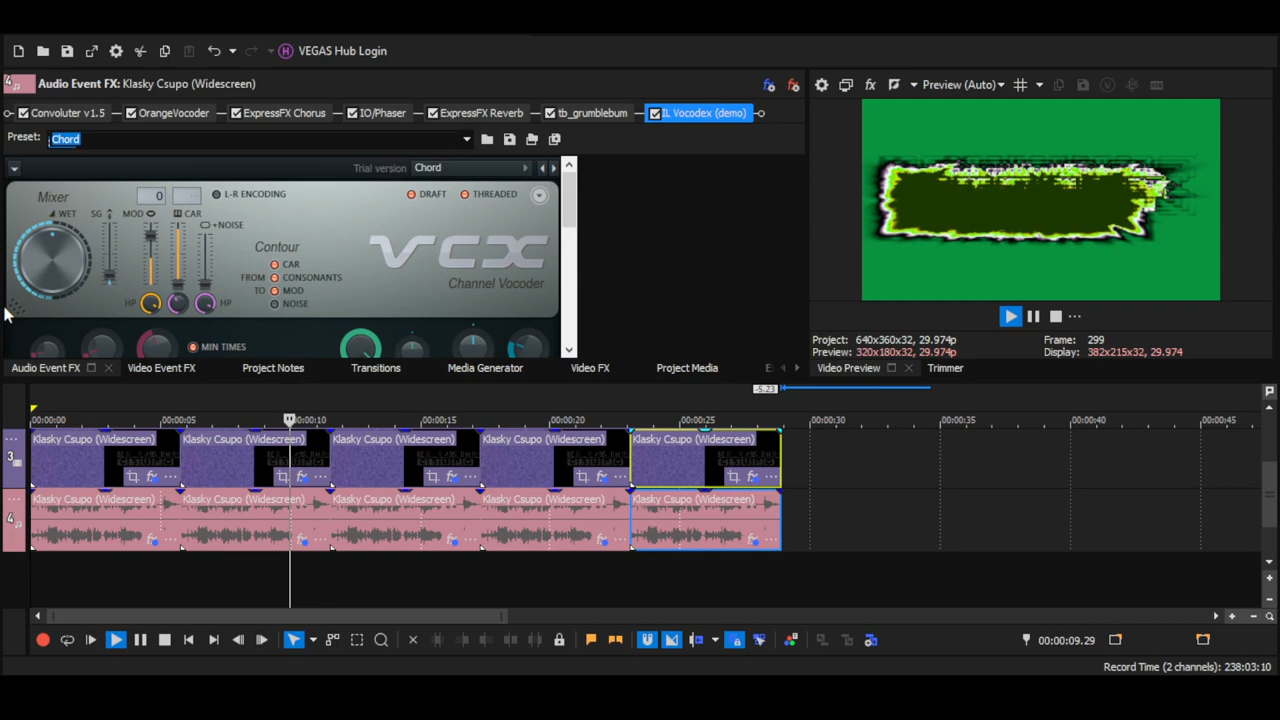 VEGAS Hub Login
Audio Event FX: Klasky Csupo (Widescreen)
Convoluter v1.5 OrangeVocoder ExpressFX Chorus IO/Phaser ExpressFX Reverb tb_grumblebum IL Vocodex (demo)
Preset: Chord
Trial version Chord
Mixer 0 L-R ENCODING DRAFT THREADED
WET SG MOD CAR
+NOISE
Contour
CAR
FROM CONSONANTS
TO MOD
NOISE
HP HP
VCX
Channel Vocoder
MIN TIMES
Preview (Auto)
Project: 640x360x32, 29.974p Frame: 299
Preview: 320x180x32, 29.974p Display: 382x215x32, 29.974
Audio Event FX Video Event FX Project Notes Transitions Media Generator Video FX Project Media E
Video Preview Trimmer
-5.23
00:00:00 00:00:05 00:00:10 00:00:15 00:00:20 00:00:25 00:00:30 00:00:35 00:00:40 00:00:45
3
Klasky Csupo (Widescreen) Klasky Csupo (Widescreen) Klasky Csupo (Widescreen) Klasky Csupo (Widescreen) Klasky Csupo (Widescreen)
4
Klasky Csupo (Widescreen) Klasky Csupo (Widescreen) Klasky Csupo (Widescreen) Klasky Csupo (Widescreen) Klasky Csupo (Widescreen)
00:00:09.29
Record Time (2 channels): 238:03:10